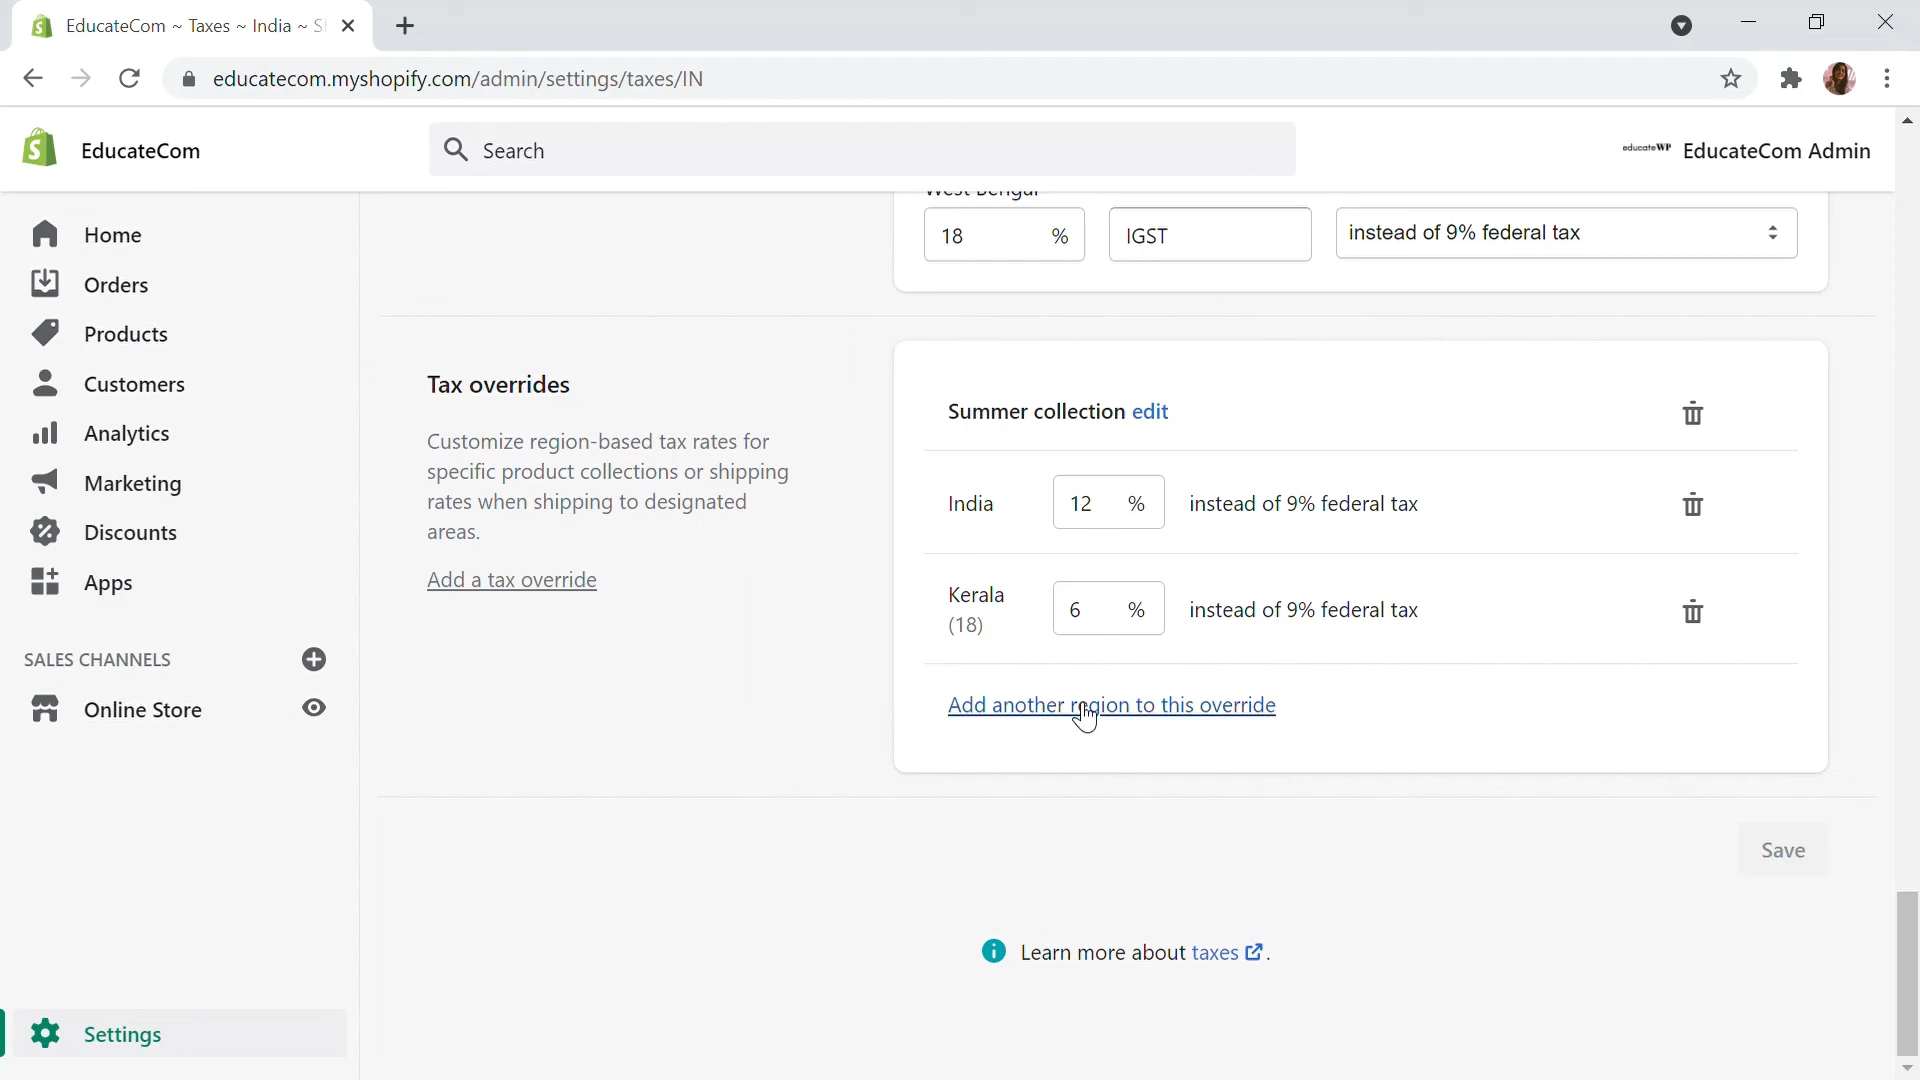 EducateCom ~ Taxes ~ India ~ S
educatecom.myshopify.com/admin/settings/taxes/IN
EducateCom
Search
educateWP
EducateCom Admin
Home
Orders
Products
Customers
Analytics
Marketing
Discounts
Apps
SALES CHANNELS
Online Store
Settings
West Bengal
18 %
IGST
instead of 9% federal tax
Tax overrides
Customize region-based tax rates for
specific product collections or shipping
rates when shipping to designated
areas.
Add a tax override
Summer collection edit
India 12 % instead of 9% federal tax
Kerala
(18)
6 % instead of 9% federal tax
Add another region to this override
Save
Learn more about taxes .